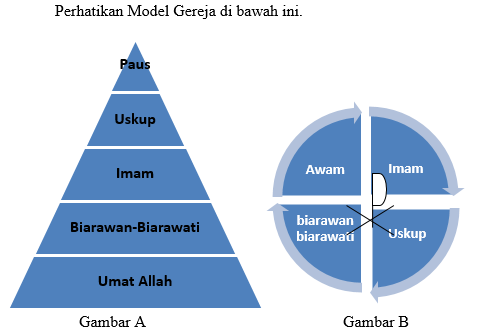 Perhatikan Model Gereja di bawah ini.
Paus
Uskup
Imam
Biarawan-Biarawati
Umat Allah
Gambar A
Awam
Imam
biarawan
biarawati
Uskup
Gambar B